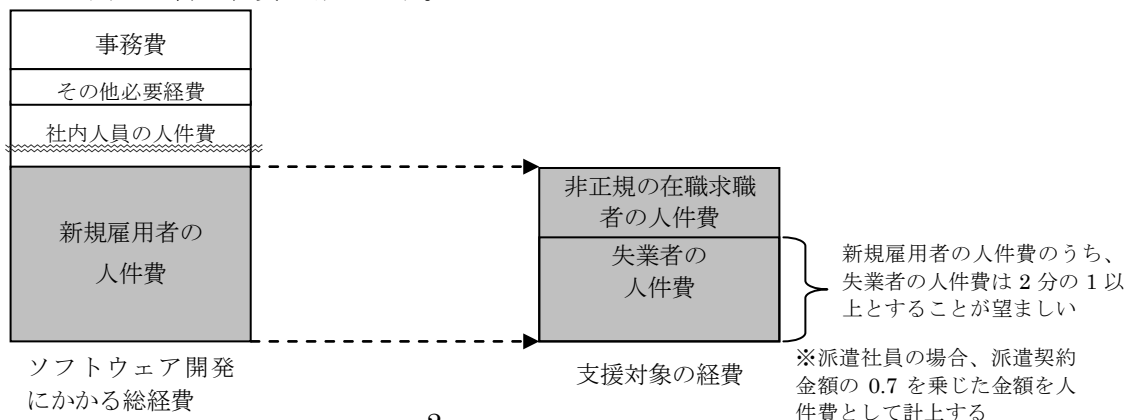 事務費
その他必要経費
社内人員の人件費
新規雇用者の
人件費
ソフトウェア開発
にかかる総経費
非正規の在職求職
者の人件費
失業者の
人件費
支援対象の経費
新規雇用者の人件費のうち、
失業者の人件費は 2 分の 1 以
上とすることが望ましい
※派遣社員の場合、派遣契約
金額の 0.7 を乗じた金額を人
件費として計上する